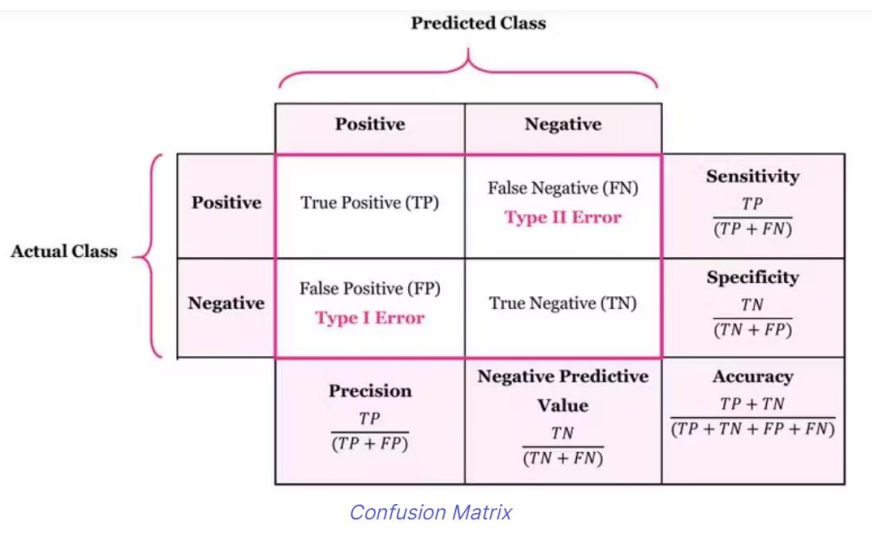 Predicted Class
Positive
Negative
Actual Class
Positive
True Positive (TP)
False Negative (FN)
Type II Error
Sensitivity
TP
(TP + FN)
Negative
False Positive (FP)
Type I Error
True Negative (TN)
Specificity
TN
(TN + FP)
Precision
TP
(TP + FP)
Negative Predictive
Value
TN
(TN + FN)
Accuracy
TP + TN
(TP + TN + FP + FN)
Confusion Matrix